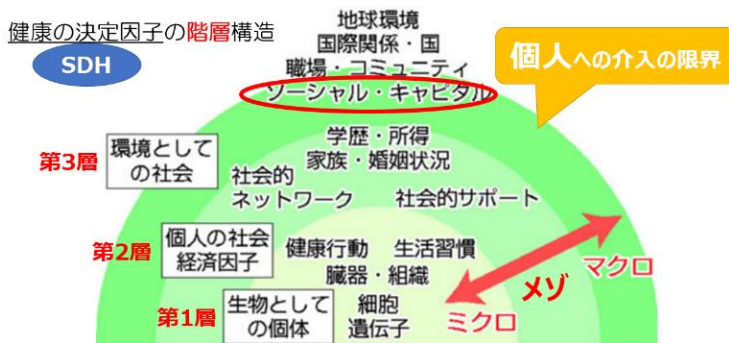 健康の決定因子の階層構造
SDH
地球環境
国際関係・国
職場・コミュニティ
ソーシャル・キャピタル
個人への介入の限界
第3層
環境として
の社会
学歴・所得
家族・婚姻状況
社会的
ネットワーク
社会的サポート
第2層
個人の社会
経済因子
健康行動 生活習慣
臓器・組織
マクロ
メゾ
ミクロ
第1層
生物として
の個体
細胞
遺伝子